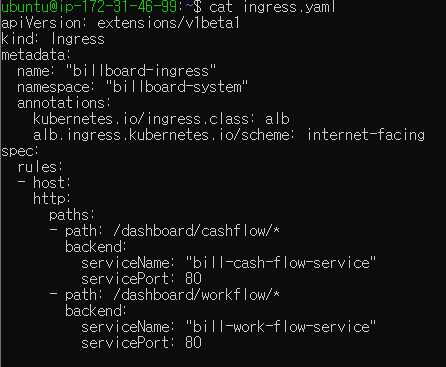 ubuntu@ip-172-31-46-99:~$ cat ingress.yaml
apiVersion: extensions/v1beta1
kind: Ingress
metadata:
  name: "billboard-ingress"
  namespace: "billboard-system"
  annotations:
    kubernetes.io/ingress.class: alb
    alb.ingress.kubernetes.io/scheme: internet-facing
spec:
  rules:
  - host:
    http:
      paths:
      - path: /dashboard/cashflow/*
        backend:
          serviceName: "bill-cash-flow-service"
          servicePort: 80
      - path: /dashboard/workflow/*
        backend:
          serviceName: "bill-work-flow-service"
          servicePort: 80